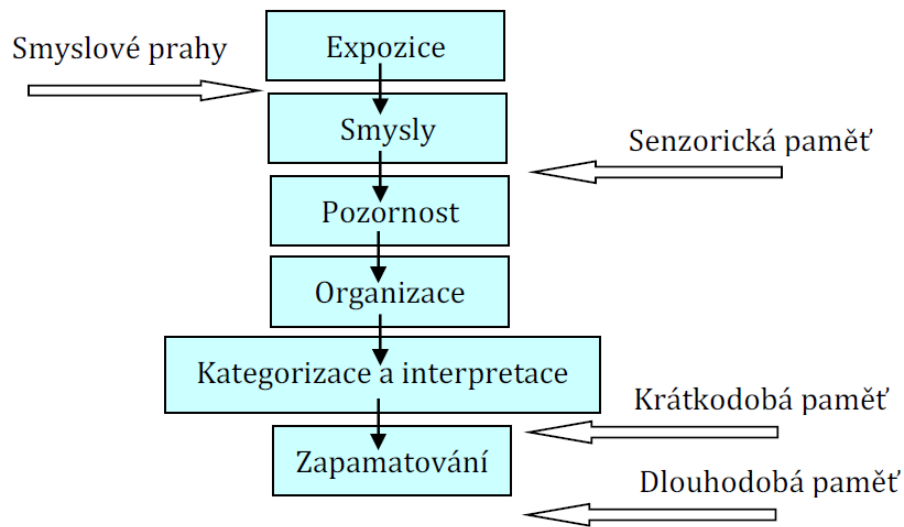 Smyslové prahy
Expozice
Smysly
Senzorická paměť
Pozornost
Organizace
Kategorizace a interpretace
Krátkodobá paměť
Zapamatování
Dlouhodobá paměť